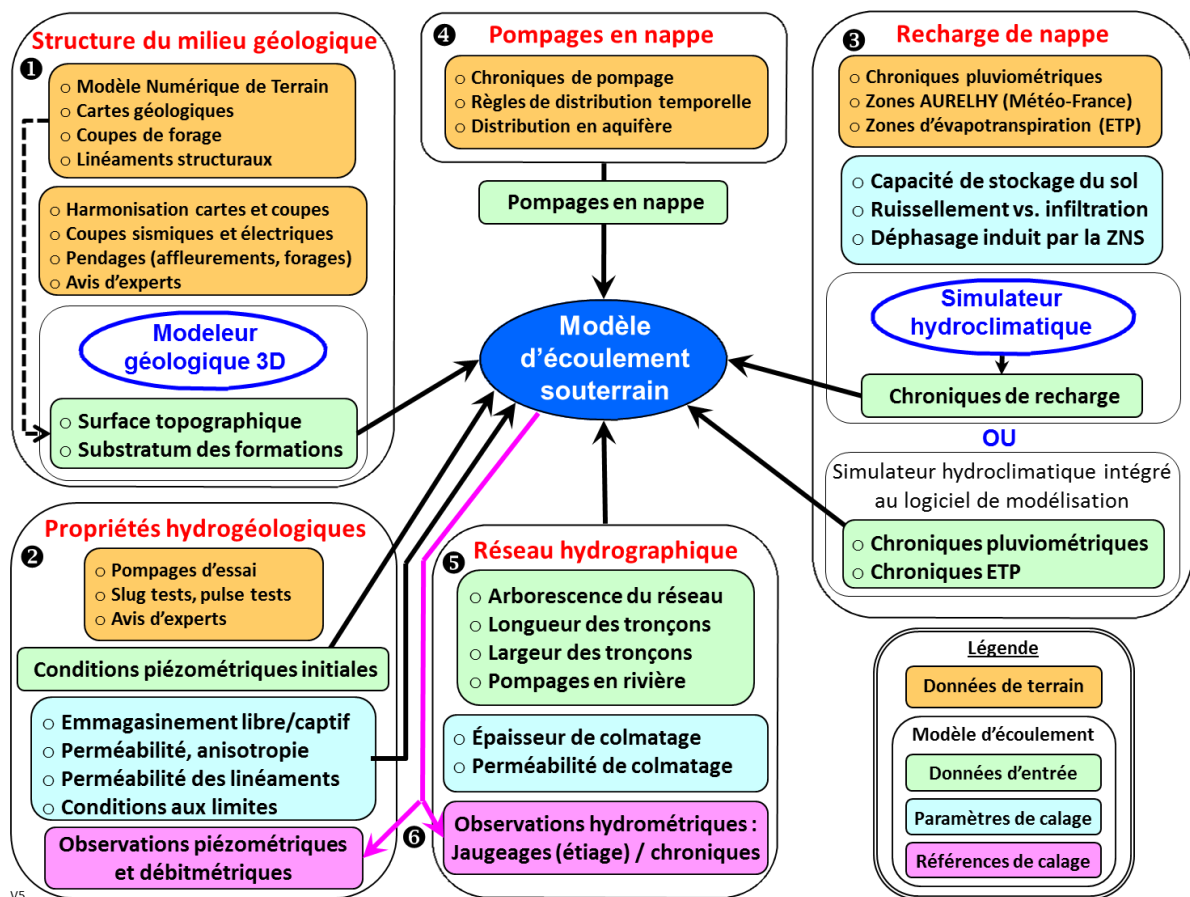 Structure du milieu géologique
❶
○ Modèle Numérique de Terrain
○ Cartes géologiques
○ Coupes de forage
○ Linéaments structuraux
○ Harmonisation cartes et coupes
○ Coupes sismiques et électriques
○ Pendages (affleurements, forages)
○ Avis d'experts
Modeleur
géologique 3D
○ Surface topographique
○ Substratum des formations
❹
Pompages en nappe
○ Chroniques de pompage
○ Règles de distribution temporelle
○ Distribution en aquifère
Pompages en nappe
Modèle
d'écoulement
souterrain
❸
Recharge de nappe
○ Chroniques pluviométriques
○ Zones AURELHY (Météo-France)
○ Zones d'évapotranspiration (ETP)
○ Capacité de stockage du sol
○ Ruissellement vs. infiltration
○ Déphasage induit par la ZNS
Simulateur
hydroclimatique
Chroniques de recharge
OU
Simulateur hydroclimatique intégré
au logiciel de modélisation
○ Chroniques pluviométriques
○ Chroniques ETP
Propriétés hydrogéologiques
❷
○ Pompages d'essai
○ Slug tests, pulse tests
○ Avis d'experts
Conditions piézométriques initiales
○ Emmagasinement libre/captif
○ Perméabilité, anisotropie
○ Perméabilité des linéaments
○ Conditions aux limites
Observations piézométriques
et débitmétriques
❺
Réseau hydrographique
○ Arborescence du réseau
○ Longueur des tronçons
○ Largeur des tronçons
○ Pompages en rivière
○ Épaisseur de colmatage
○ Perméabilité de colmatage
❻
Observations hydrométriques :
Jaugeages (étiage) / chroniques
Légende
Données de terrain
Modèle d'écoulement
Données d'entrée
Paramètres de calage
Références de calage
V5